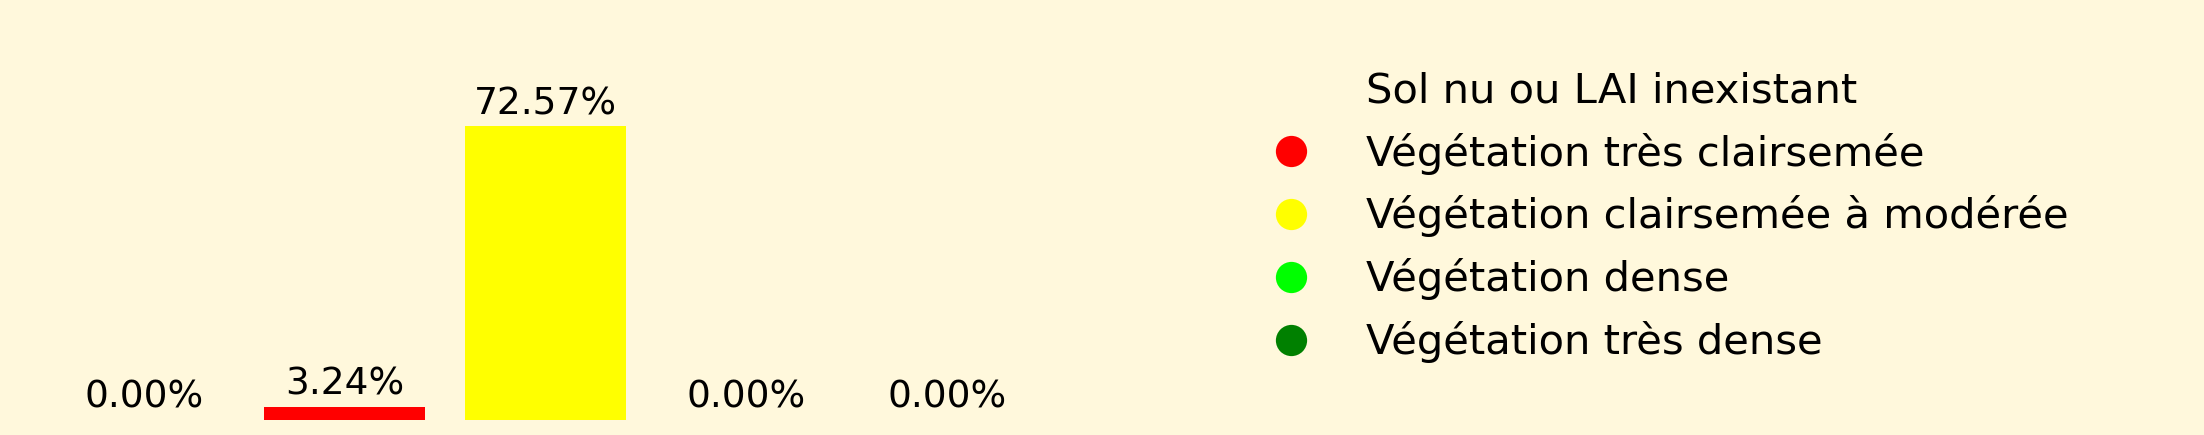 72.57%
3.24%
0.00%
0.00%
0.00%
Sol nu ou LAI inexistant
Végétation très clairsemée
Végétation clairsemée à modérée
Végétation dense
Végétation très dense